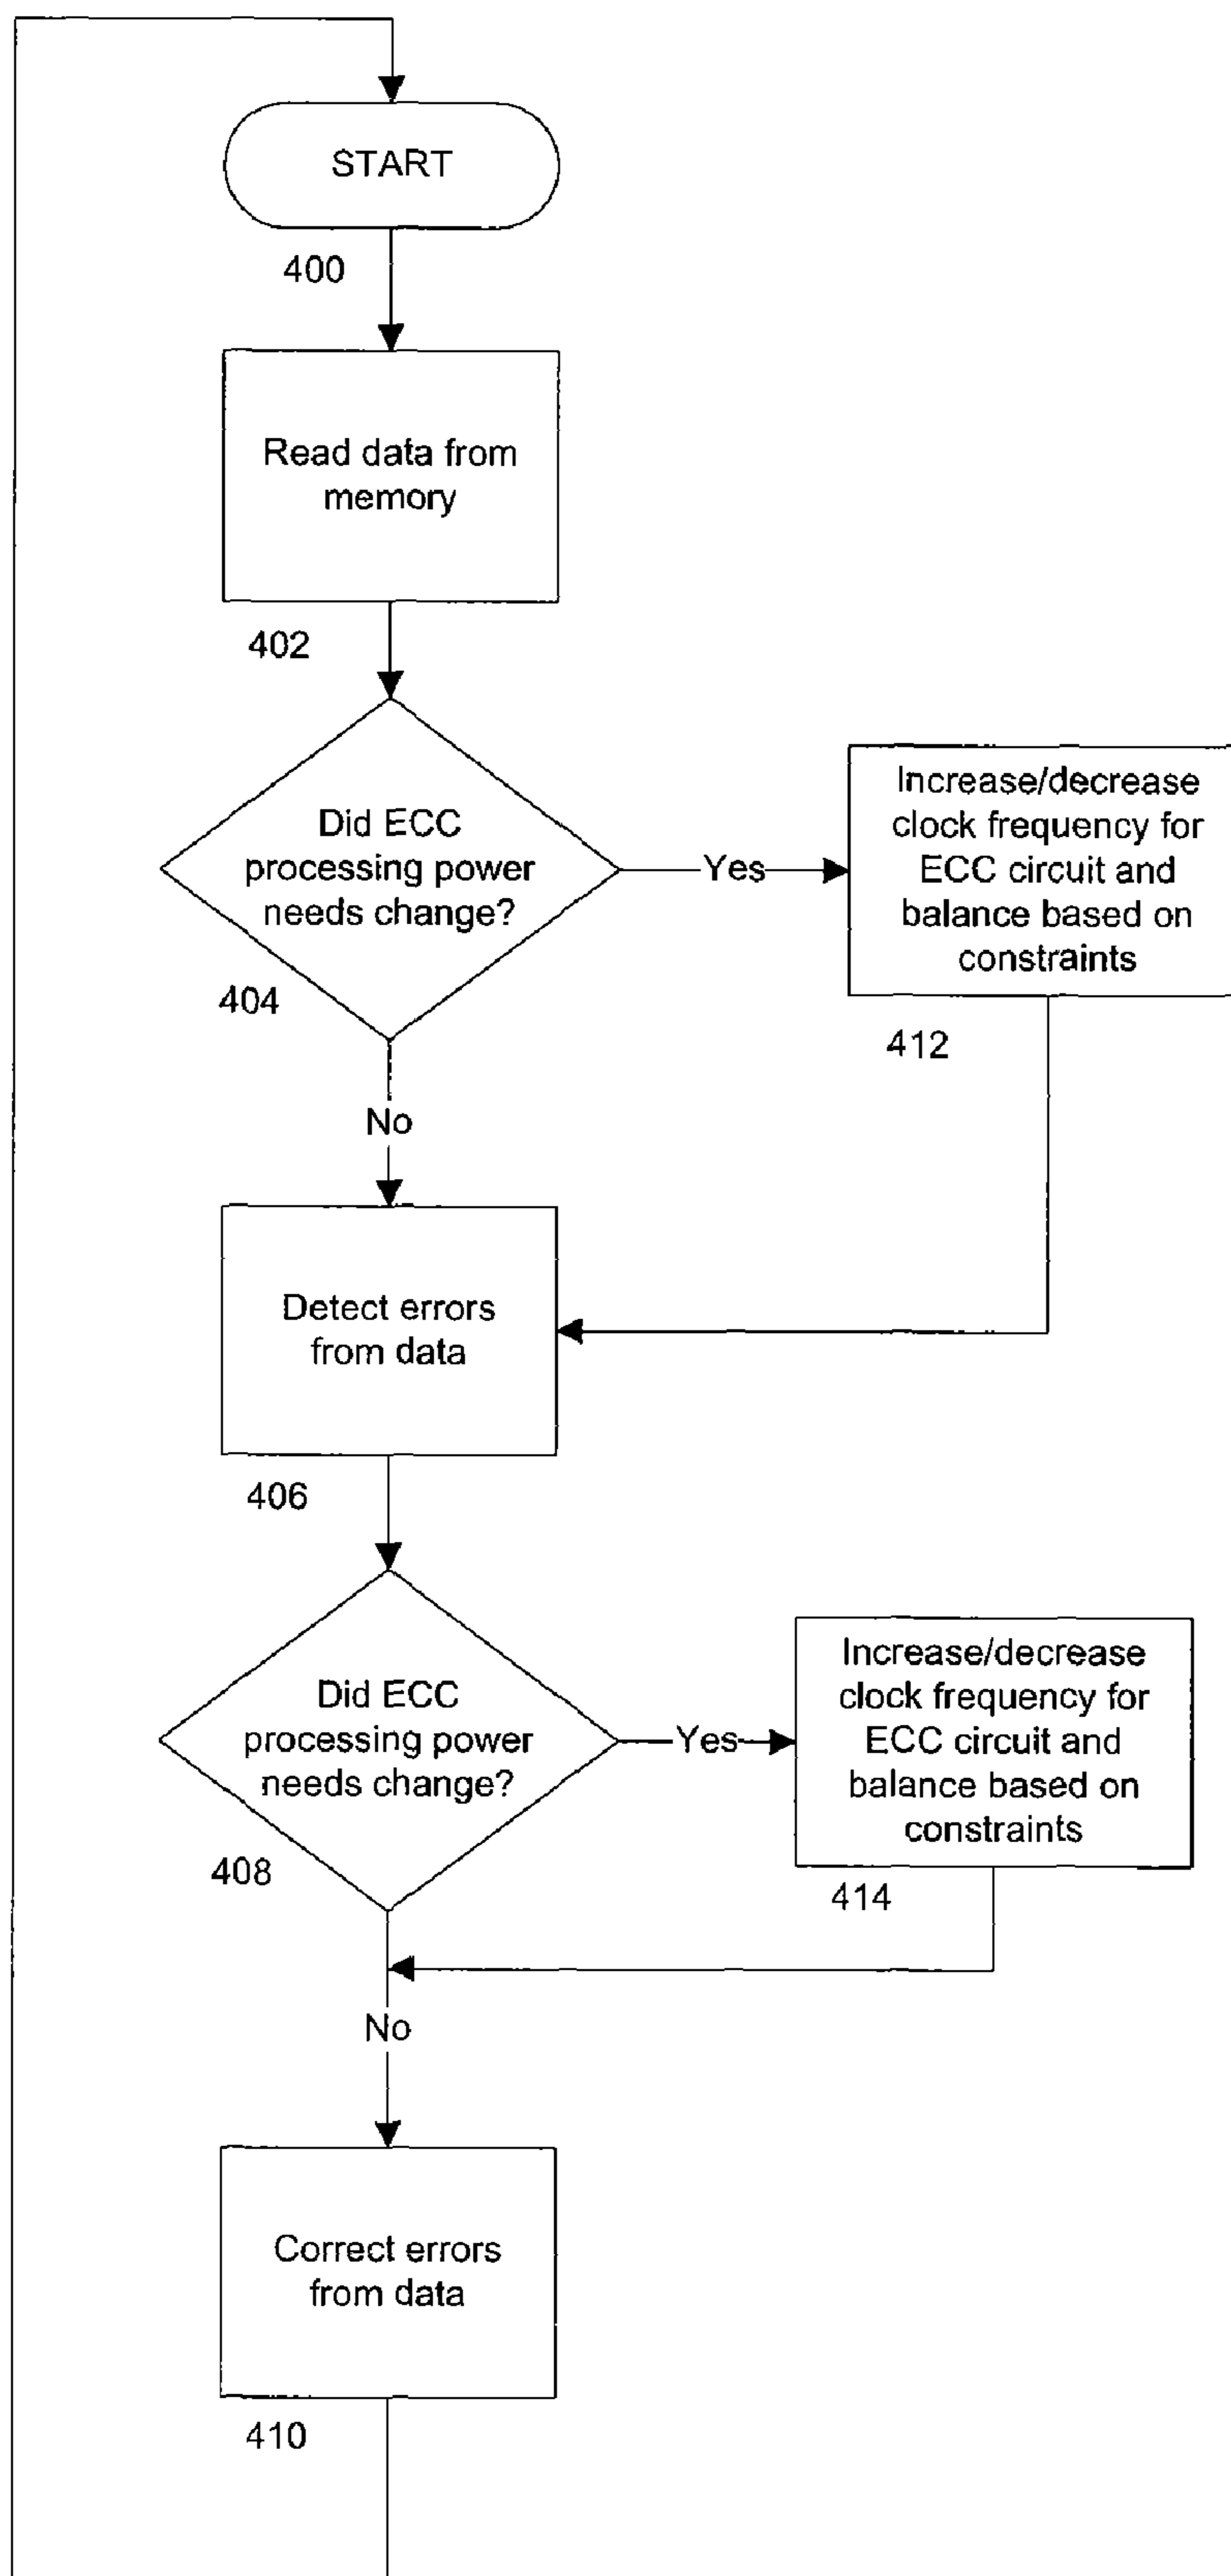 START
400
Read data from
memory
402
Did ECC
processing power
needs change?
404
Yes
Increase/decrease
clock frequency for
ECC circuit and
balance based on
constraints
412
No
Detect errors
from data
406
Did ECC
processing power
needs change?
408
Yes
Increase/decrease
clock frequency for
ECC circuit and
balance based on
constraints
414
No
Correct errors
from data
410